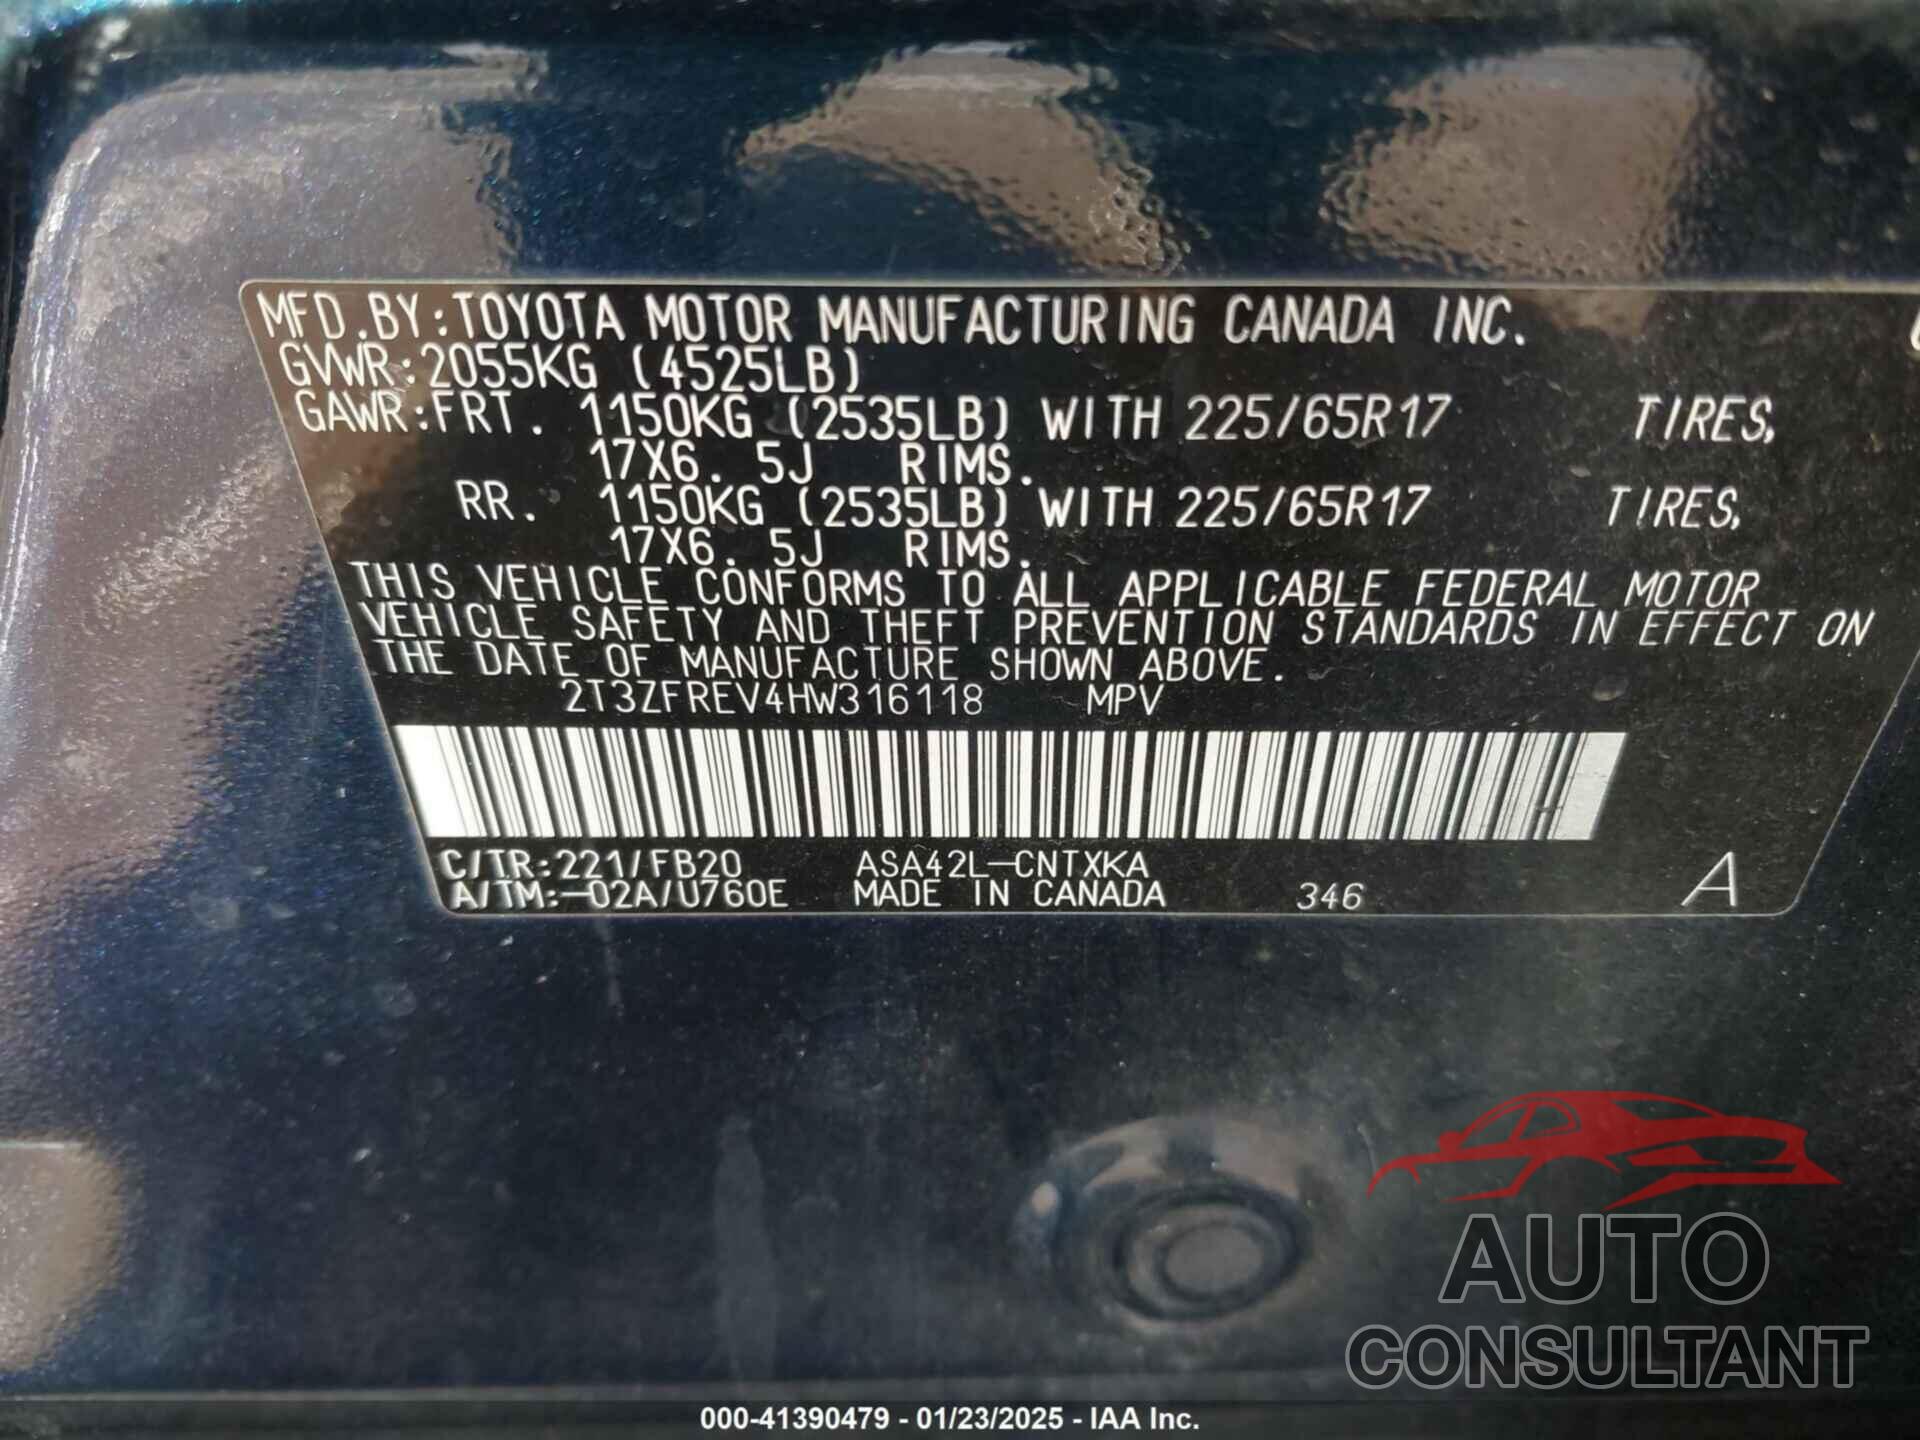 MFD.BY:TOYOTA MOTOR MANUFACTURING CANADA INC.
GVWR:2055KG (4525LB)
GAWR:FRT. 1150KG (2535LB) WITH 225/65R17 TIRES,
17X6.5J RIMS.
RR. 1150KG (2535LB) WITH 225/65R17 TIRES,
17X6.5J RIMS.
THIS VEHICLE CONFORMS TO ALL APPLICABLE FEDERAL MOTOR
VEHICLE SAFETY AND THEFT PREVENTION STANDARDS IN EFFECT ON
THE DATE OF MANUFACTURE SHOWN ABOVE.
2T3ZFREV4HW316118 MPV
C/TR:221/FB20 ASA42L-CNTXKA
A/TM:-02A/U760E MADE IN CANADA 346 A
AUTO
CONSULTANT
000-41390479 - 01/23/2025 - IAA Inc.